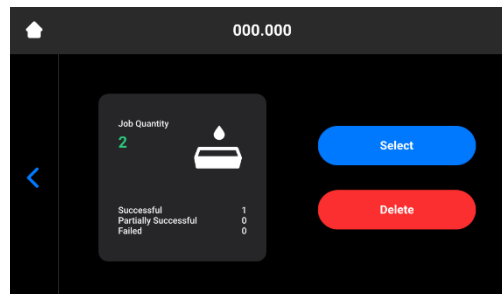 000.000
Job Quantity
2
Successful 1
Partially Successful 0
Failed 0
Select
Delete